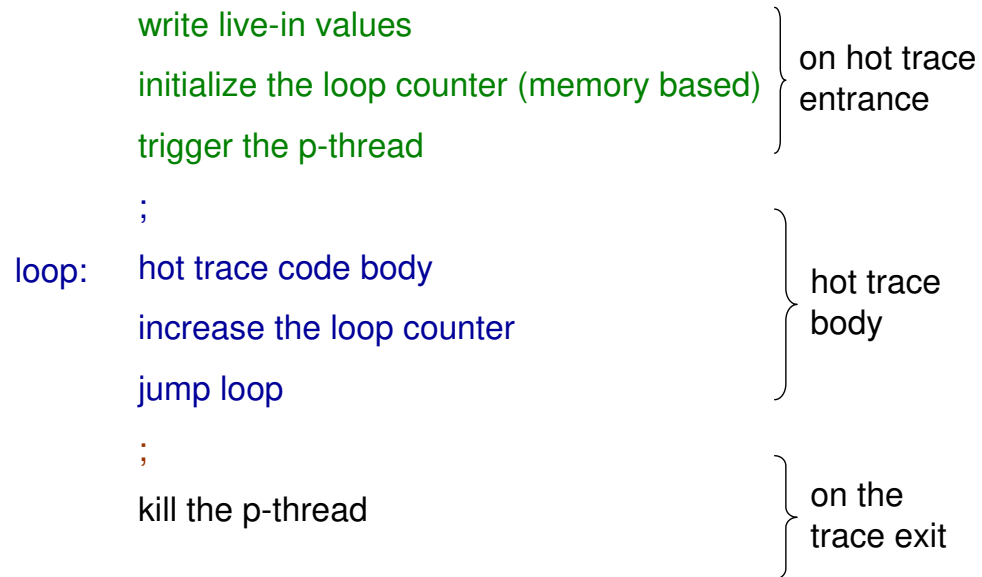 write live-in values
initialize the loop counter (memory based)
trigger the p-thread
on hot trace
entrance
;
loop: hot trace code body
increase the loop counter
jump loop
hot trace
body
;
kill the p-thread
on the
trace exit